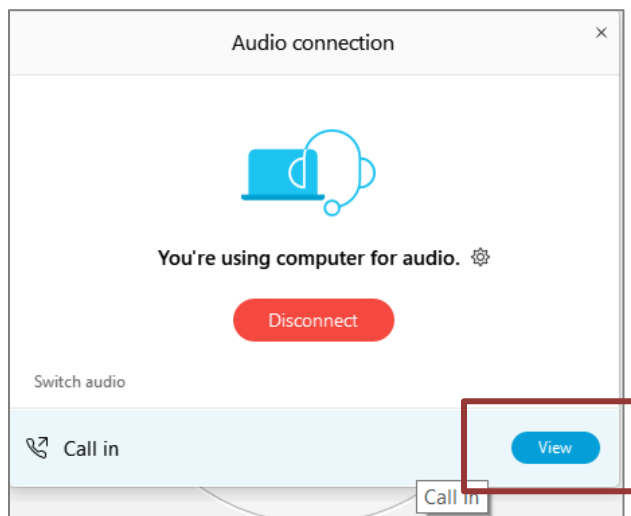 Audio connection
You're using computer for audio.
Disconnect
Switch audio
Call in
View
Call in